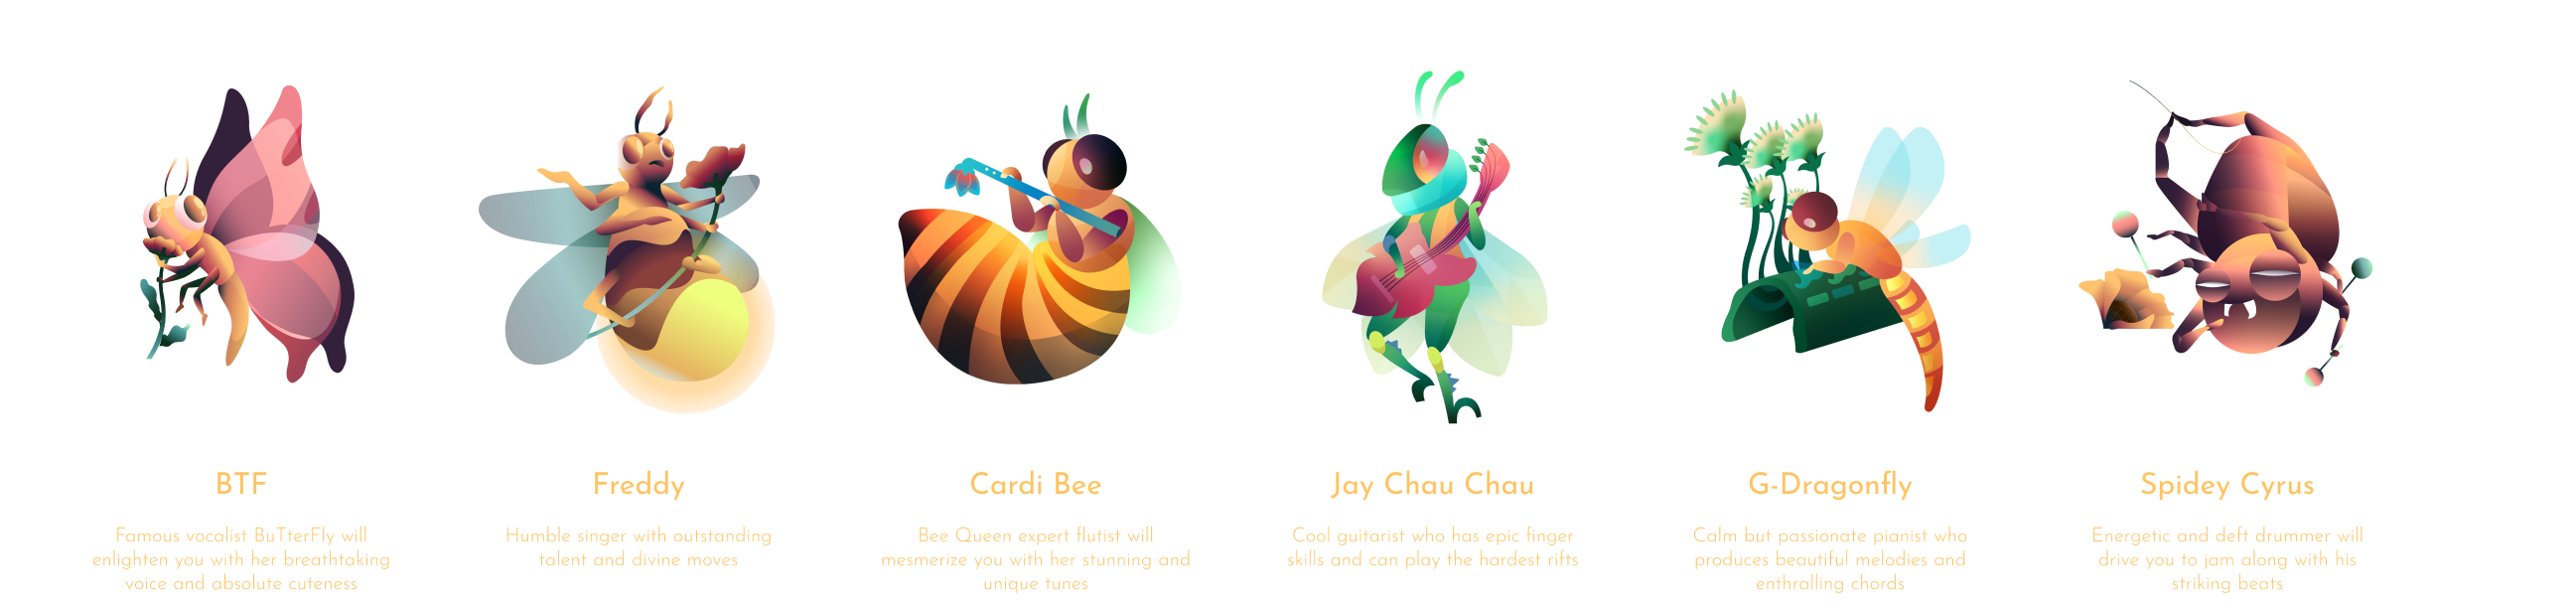 BTF
Famous vocalist BuTterFly will
enlighten you with her breathtaking
voice and absolute cuteness
Freddy
Humble singer with outstanding
talent and divine moves
Cardi Bee
Bee Queen expert flutist will
mesmerize you with her stunning and
unique tunes
Jay Chau Chau
Cool guitarist who has epic finger
skills and can play the hardest rifts
G-Dragonfly
Calm but passionate pianist who
produces beautiful melodies and
enthralling chords
Spidey Cyrus
Energetic and deft drummer will
drive you to jam along with his
striking beats